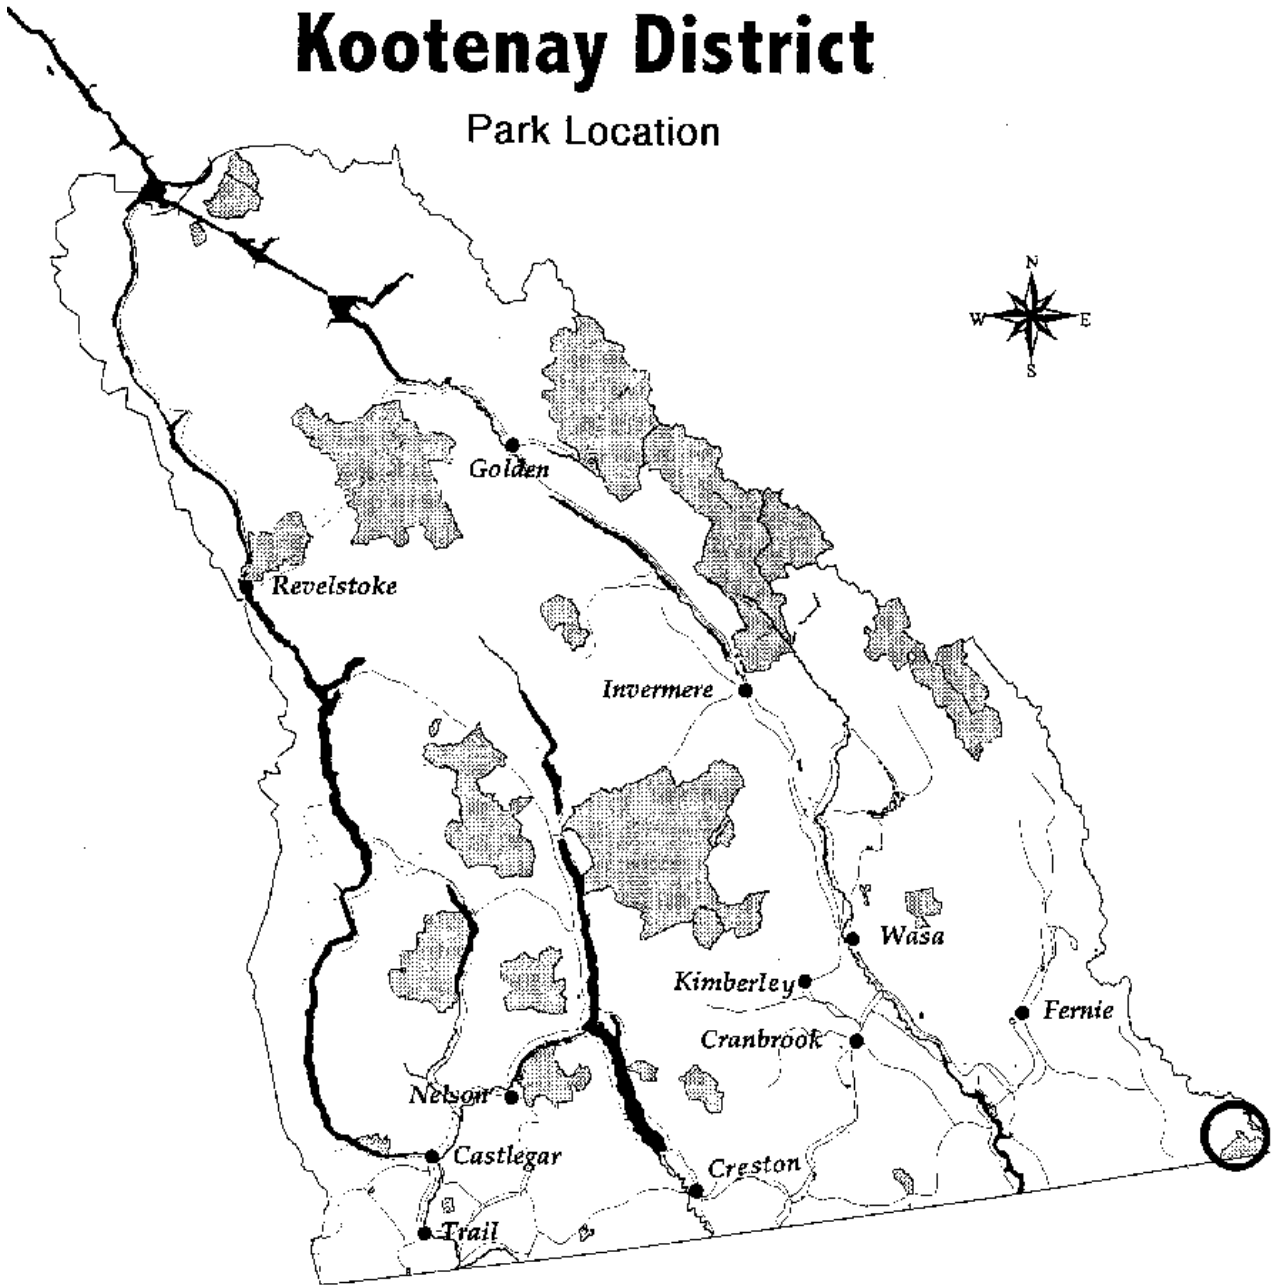 Kootenay District
Park Location
N
W E
S
Golden
Revelstoke
Invermere
Wasa
Kimberley
Fernie
Cranbrook
Nelson
Castlegar
Creston
Trail